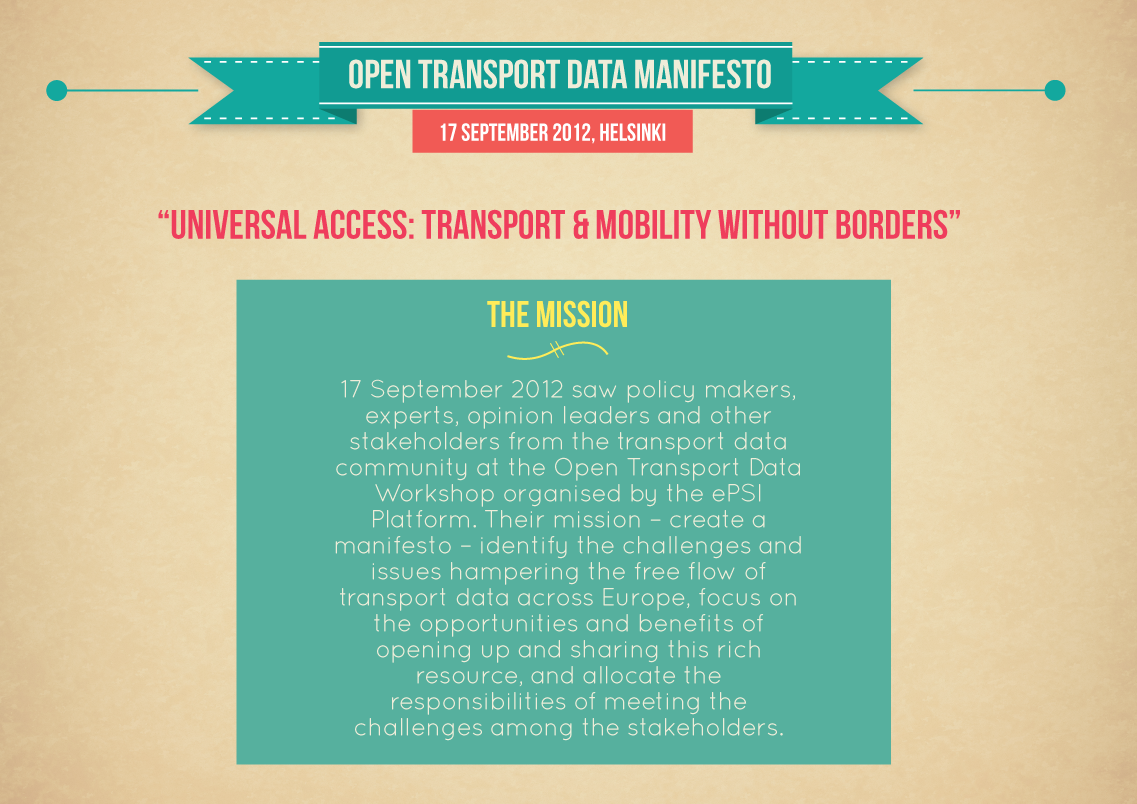 OPEN TRANSPORT DATA MANIFESTO
17 SEPTEMBER 2012, HELSINKI
“UNIVERSAL ACCESS: TRANSPORT & MOBILITY WITHOUT BORDERS”
THE MISSION
17 September 2012 saw policy makers,
experts, opinion leaders and other
stakeholders from the transport data
community at the Open Transport Data
Workshop organised by the ePSI
Platform. Their mission – create a
manifesto – identify the challenges and
issues hampering the free flow of
transport data across Europe, focus on
the opportunities and benefits of
opening up and sharing this rich
resource, and allocate the
responsibilities of meeting the
challenges among the stakeholders.